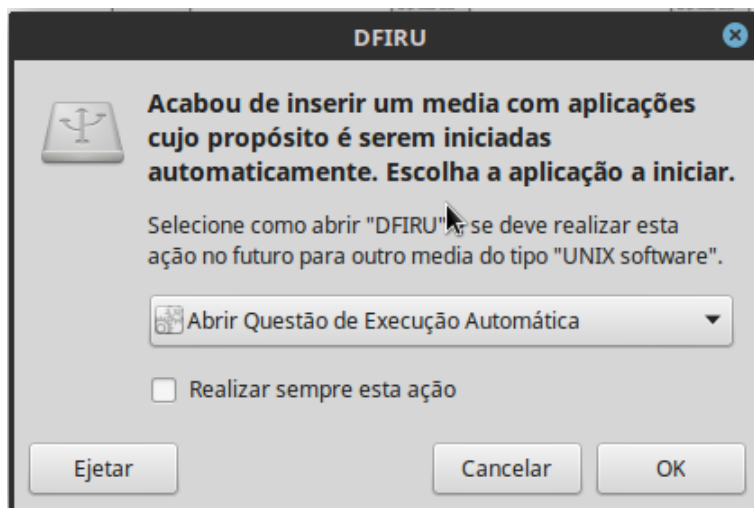 DFIRU
Acabou de inserir um media com aplicações
cujo propósito é serem iniciadas
automaticamente. Escolha a aplicação a iniciar.
Selecione como abrir "DFIRU" se deve realizar esta
ação no futuro para outro media do tipo "UNIX software".
Abrir Questão de Execução Automática
Realizar sempre esta ação
Ejetar
Cancelar
OK